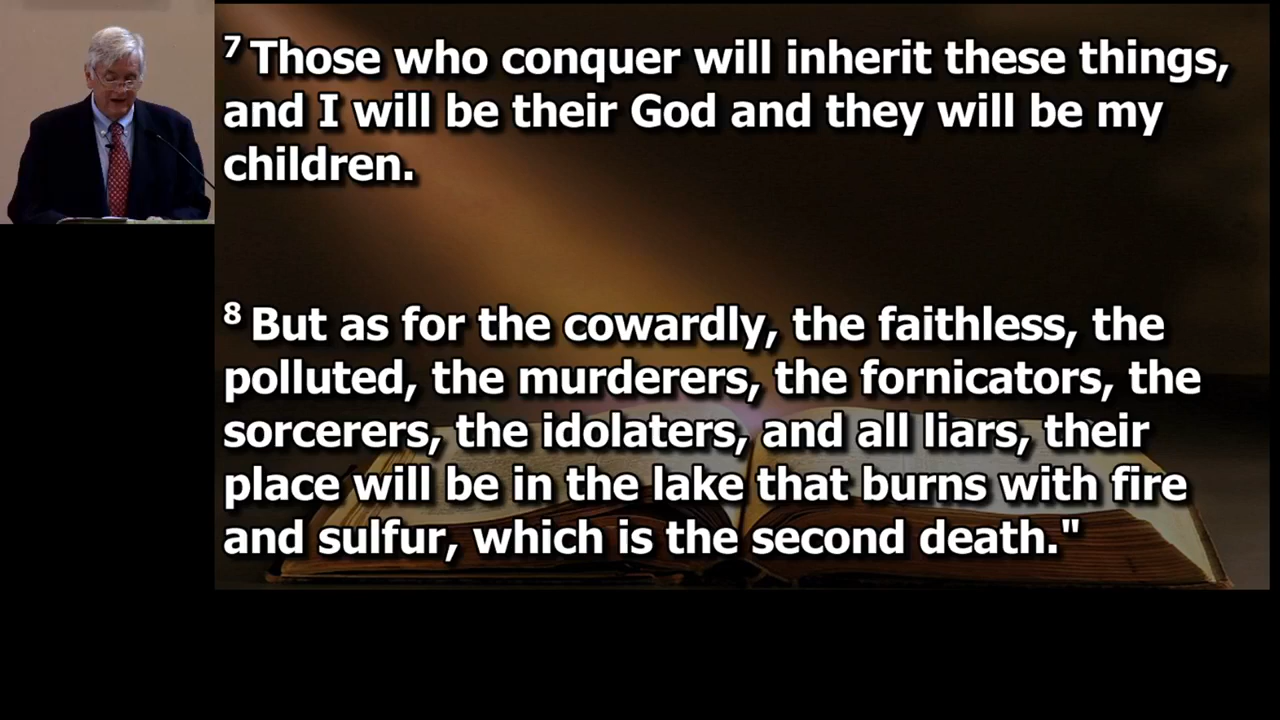 7 Those who conquer will inherit these things,
and I will be their God and they will be my
children.
8 But as for the cowardly, the faithless, the
polluted, the murderers, the fornicators, the
sorcerers, the idolaters, and all liars, their
place will be in the lake that burns with fire
and sulfur, which is the second death."